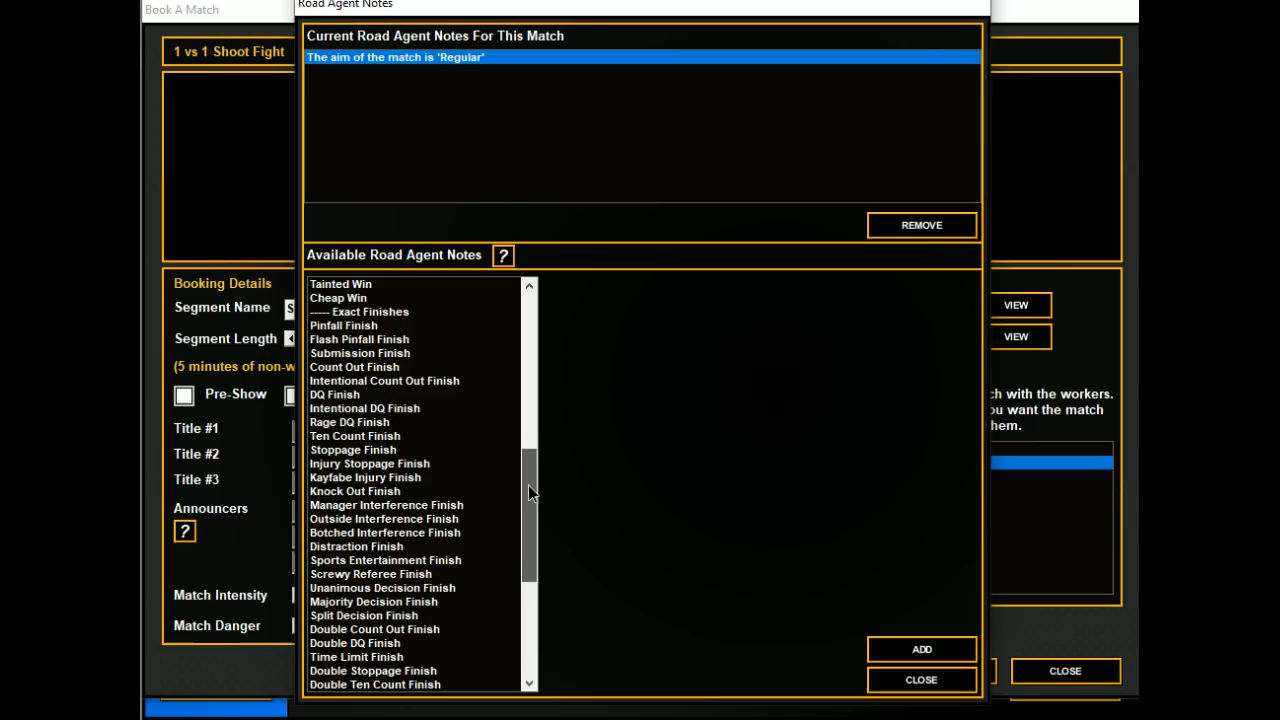 Book A Match
Road Agent Notes
1 vs 1 Shoot Fight
Current Road Agent Notes For This Match
The aim of the match is 'Regular'
REMOVE
Available Road Agent Notes ?
Tainted Win
Cheap Win
----- Exact Finishes
Pinfall Finish
Flash Pinfall Finish
Submission Finish
Count Out Finish
Intentional Count Out Finish
DQ Finish
Intentional DQ Finish
Rage DQ Finish
Ten Count Finish
Stoppage Finish
Injury Stoppage Finish
Kayfabe Injury Finish
Knock Out Finish
Manager Interference Finish
Outside Interference Finish
Botched Interference Finish
Distraction Finish
Sports Entertainment Finish
Screwy Referee Finish
Unanimous Decision Finish
Majority Decision Finish
Split Decision Finish
Double Count Out Finish
Double DQ Finish
Time Limit Finish
Double Stoppage Finish
Double Ten Count Finish
ADD
CLOSE
Booking Details
Segment Name S
Segment Length
(5 minutes of non-w
Pre-Show
Title #1
Title #2
Title #3
Announcers
?
Match Intensity
Match Danger
VIEW
VIEW
ch with the workers.
ou want the match
hem.
CLOSE